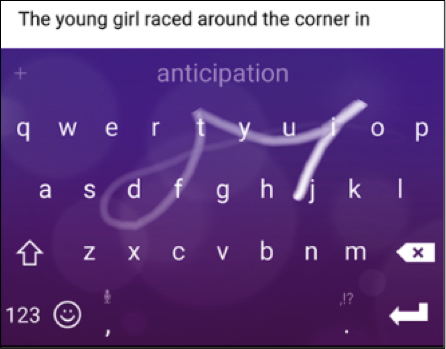 The young girl raced around the corner in
+ anticipation
q w e r t y u i o p
a s d f g h j k l
z x c v b n m
,!?
123 , .